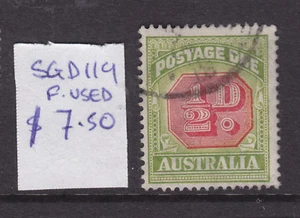 SGD119
F. USED
$7.50
POSTAGE DUE
½D.
AUSTRALIA